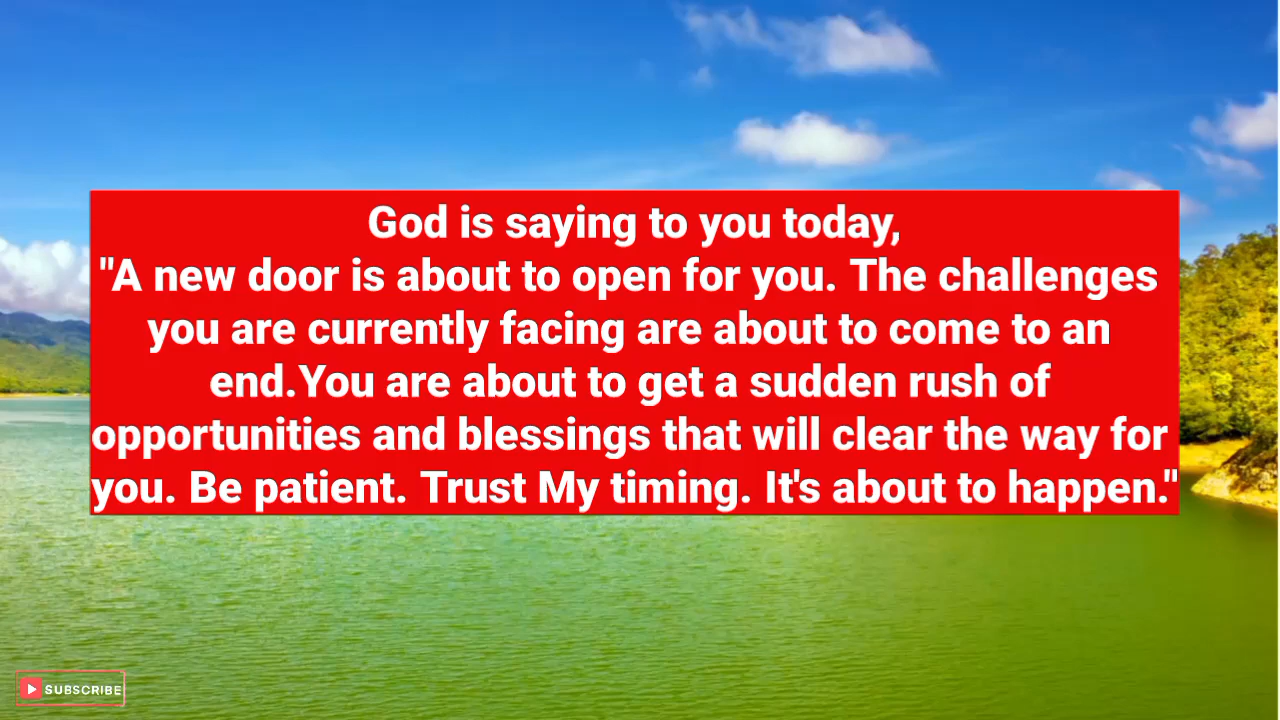 God is saying to you today,
"A new door is about to open for you. The challenges
you are currently facing are about to come to an
end.You are about to get a sudden rush of
opportunities and blessings that will clear the way for
you. Be patient. Trust My timing. It's about to happen."
SUBSCRIBE